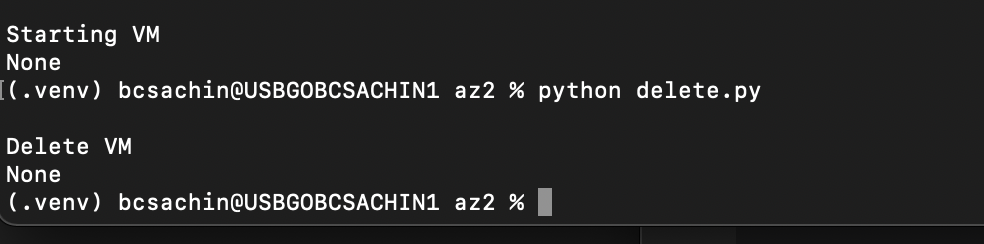 Starting VM
None
(.venv) bcsachin@USBGOBCSACHIN1 az2 % python delete.py
Delete VM
None
(.venv) bcsachin@USBGOBCSACHIN1 az2 %